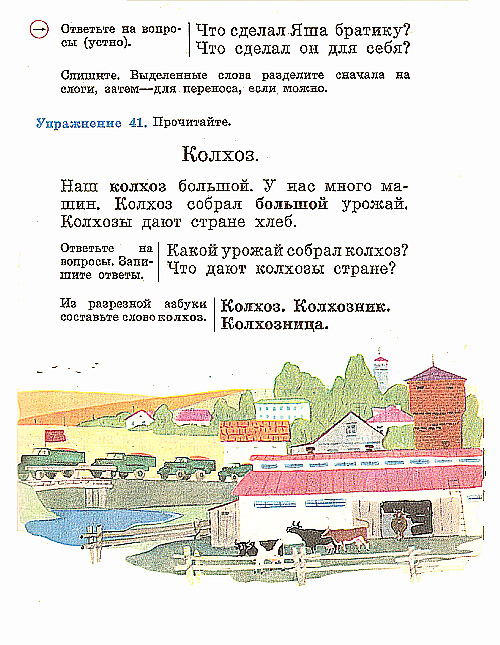 Ответьте на вопро-
сы (устно).
Что сделал Яша братику?
Что сделал он для себя?
Спишите. Выделенные слова разделите сначала на
слоги, затем—для переноса, если можно.
Упражнение 41. Прочитайте.
Колхоз.
Наш колхоз большой. У нас много ма-
шин. Колхоз собрал большой урожай.
Колхозы дают стране хлеб.
Ответьте на
вопросы. Запи-
шите ответы.
Какой урожай собрал колхоз?
Что дают колхозы стране?
Из разрезной азбуки
составьте слово колхоз.
Колхоз. Колхозник.
Колхозница.